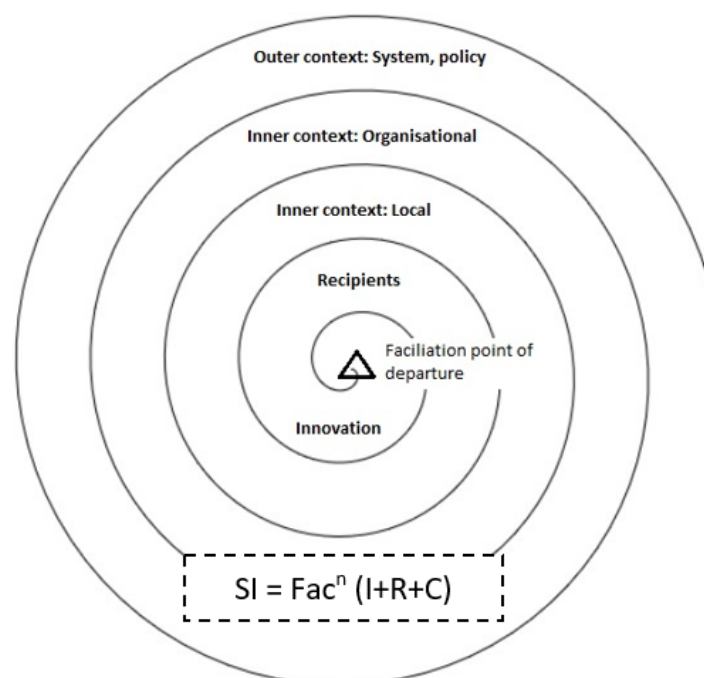 Outer context: System, policy
Inner context: Organisational
Inner context: Local
Recipients
Faciliation point of
departure
Innovation
SI = Facⁿ (I+R+C)